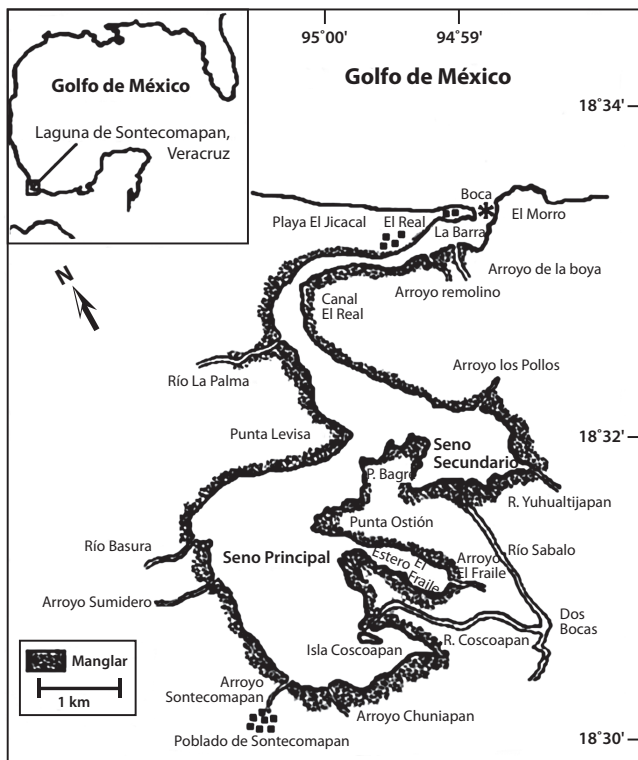 95˚00'
94˚59'
Golfo de México
Golfo de México
18˚34'
Laguna de Sontecomapan,
Veracruz
Boca
El Morro
Playa El Jicacal
El Real
La Barra
Arroyo de la boya
N
Arroyo remolino
Canal
El Real
Arroyo los Pollos
Río La Palma
Punta Levisa
18˚32'
Seno
Secundario
P. Bagre
R. Yuhualtijapan
Punta Ostión
Río Sabalo
Río Basura
Seno Principal
Estero El
Fraile
Arroyo
El Fraile
Arroyo Sumidero
Dos
Bocas
Isla Coscoapan
R. Coscoapan
Manglar
1 km
Arroyo
Sontecomapan
Arroyo Chuniapan
Poblado de Sontecomapan
18˚30'